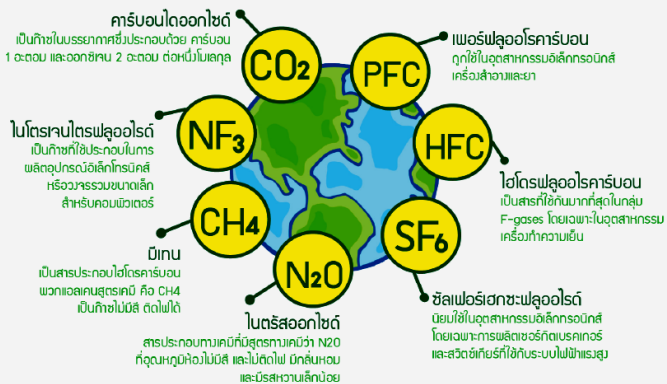 คาร์บอนไดออกไซด์
เป็นก๊าซในบรรยากาศซึ่งประกอบด้วย คาร์บอน
1 อะตอม และออกซิเจน 2 อะตอม ต่อหนึ่งโมเลกุล
CO2
PFC
เพอร์ฟลูออโรคาร์บอน
ถูกใช้ในอุตสาหกรรมอิเล็กทรอนิกส์
เครื่องสำอางและยา
ไนโตรเจนไตรฟลูออไรด์
เป็นก๊าซที่ใช้ประกอบในการ
ผลิตอุปกรณ์อิเล็กโทรนิคส์
หรือวงจรรวมขนาดเล็ก
สำหรับคอมพิวเตอร์
NF3
HFC
ไฮโดรฟลูออโรคาร์บอน
เป็นสารที่ใช้กันมากที่สุดในกลุ่ม
F-gases โดยเฉพาะในอุตสาหกรรม
เครื่องทำความเย็น
มีเทน
เป็นสารประกอบไฮโดรคาร์บอน
พวกแอลเคนสูตรเคมี คือ CH4
เป็นก๊าซไม่มีสี ติดไฟได้
CH4
SF6
ซัลเฟอร์เฮกซะฟลูออไรด์
นิยมใช้ในอุตสาหกรรมอิเล็กทรอนิกส์
โดยเฉพาะการผลิตเซอร์กิตเบรคเกอร์
และสวิตช์เกียร์ที่ใช้กับระบบไฟฟ้าแรงสูง
N2O
ไนตรัสออกไซด์
สารประกอบทางเคมีที่มีสูตรทางเคมีว่า N2O
ที่อุณหภูมิห้องไม่มีสี และไม่ติดไฟ มีกลิ่นหอม
และมีรสหวานเล็กน้อย